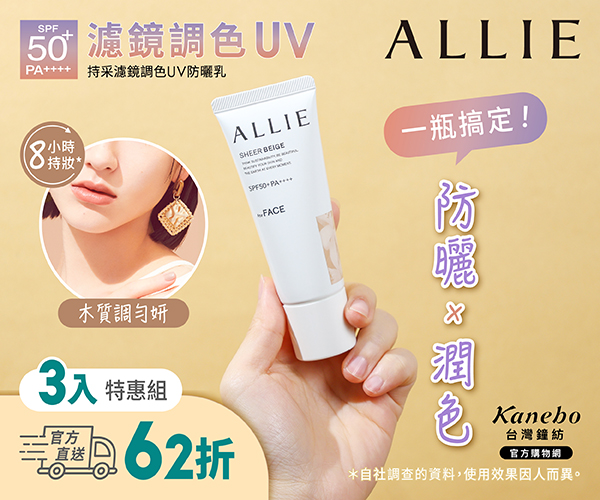 SPF
50+
PA++++
濾鏡調色UV
持采濾鏡調色UV防曬乳
ALLIE
一瓶搞定！
8小時
持妝*
木質調勻妍
ALLIE
SHEER BEIGE
SPF50+PA++++
the FACE
防曬×潤色
3入 特惠組
官方
直送
62折
Kanebo
台灣鐘紡
官方購物網
＊自社調查的資料，使用效果因人而異。